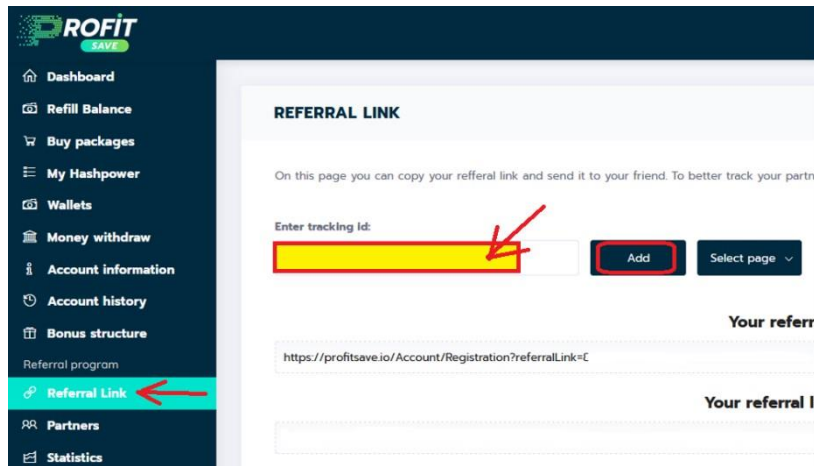 PROFIT
SAVE
Dashboard
Refill Balance
Buy packages
My Hashpower
Wallets
Money withdraw
Account information
Account history
Bonus structure
Referral program
Referral Link
Partners
Statistics
REFERRAL LINK
On this page you can copy your refferal link and send it to your friend. To better track your partn
Enter tracking id:
Add
Select page
Your referr
https://profitsave.io/Account/Registration?referralLink=
Your referral l